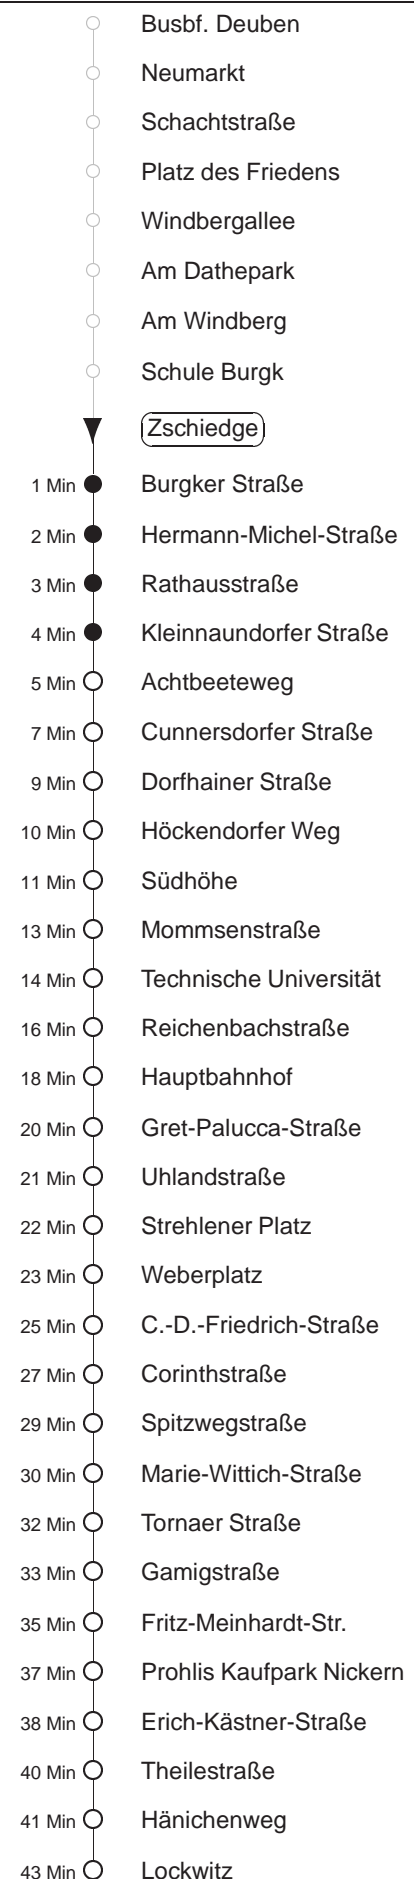 Busbf. Deuben
Neumarkt
Schachtstraße
Platz des Friedens
Windbergallee
Am Dathepark
Am Windberg
Schule Burgk
Zschiedge
1 Min Burgker Straße
2 Min Hermann-Michel-Straße
3 Min Rathausstraße
4 Min Kleinnaundorfer Straße
5 Min Achtbeeteweg
7 Min Cunnersdorfer Straße
9 Min Dorfhainer Straße
10 Min Höckendorfer Weg
11 Min Südhöhe
13 Min Mommsenstraße
14 Min Technische Universität
16 Min Reichenbachstraße
18 Min Hauptbahnhof
20 Min Gret-Palucca-Straße
21 Min Uhlandstraße
22 Min Strehlener Platz
23 Min Weberplatz
25 Min C.-D.-Friedrich-Straße
27 Min Corinthstraße
29 Min Spitzwegstraße
30 Min Marie-Wittich-Straße
32 Min Tornaer Straße
33 Min Gamigstraße
35 Min Fritz-Meinhardt-Str.
37 Min Prohlis Kaufpark Nickern
38 Min Erich-Kästner-Straße
40 Min Theilestraße
41 Min Hänichenweg
43 Min Lockwitz